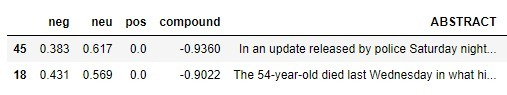 neg neu pos compound ABSTRACT
45 0.383 0.617 0.0 -0.9360 In an update released by police Saturday night...
18 0.431 0.569 0.0 -0.9022 The 54-year-old died last Wednesday in what hi...